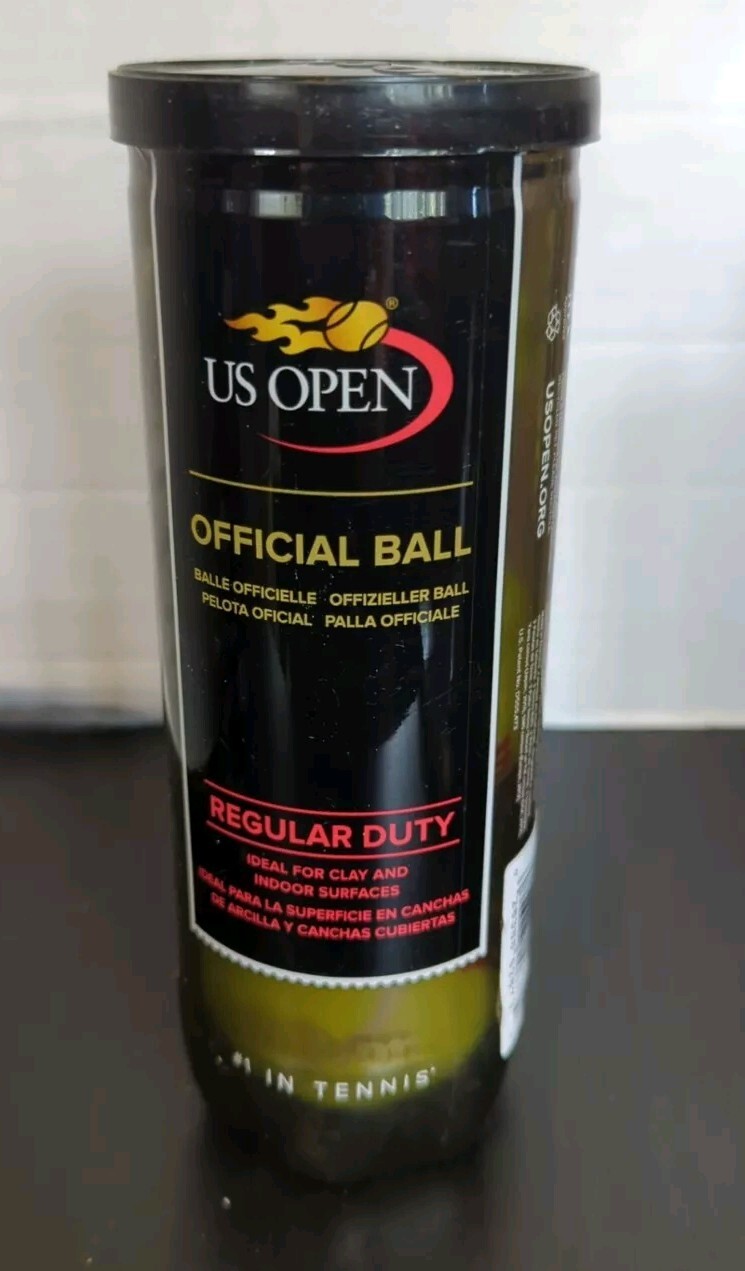 ®
US OPEN
OFFICIAL BALL
BALLE OFFICIELLE OFFIZIELLER BALL
PELOTA OFICIAL PALLA OFFICIALE
REGULAR DUTY
IDEAL FOR CLAY AND
INDOOR SURFACES
IDEAL PARA LA SUPERFICIE EN CANCHAS
DE ARCILLA Y CANCHAS CUBIERTAS
#1 IN TENNIS
USOPEN.ORG